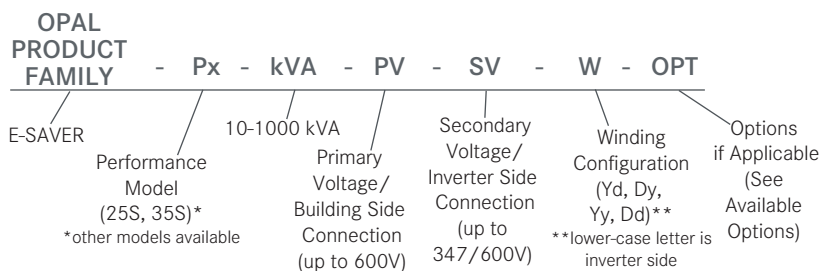 OPAL
PRODUCT
FAMILY - Px - kVA - PV - SV - W - OPT
E-SAVER
Performance
Model
(25S, 35S)*
*other models available
10-1000 kVA
Primary
Voltage/
Building Side
Connection
(up to 600V)
Secondary
Voltage/
Inverter Side
Connection
(up to
347/600V)
Winding
Configuration
(Yd, Dy,
Yy, Dd)**
**lower-case letter is
inverter side
Options
if Applicable
(See
Available
Options)